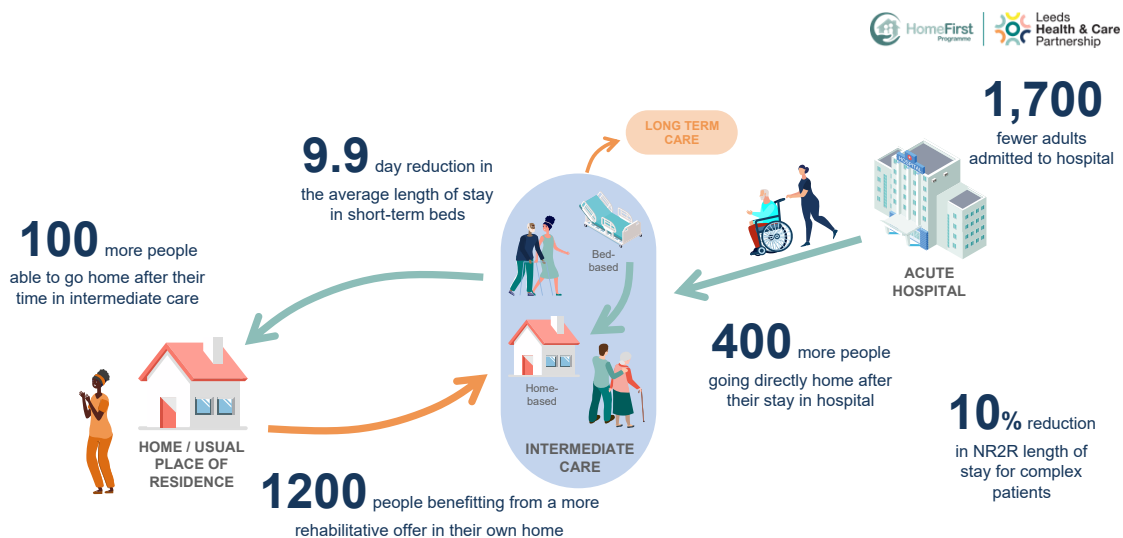 HomeFirst
Programme
Leeds
Health & Care
Partnership
1,700
fewer adults
admitted to hospital
LONG TERM
CARE
9.9 day reduction in
the average length of stay
in short-term beds
100 more people
able to go home after their
time in intermediate care
Bed-
based
ACUTE
HOSPITAL
400 more people
going directly home after
their stay in hospital
Home-
based
10% reduction
in NR2R length of
stay for complex
patients
INTERMEDIATE
CARE
HOME / USUAL
PLACE OF
RESIDENCE
1200 people benefitting from a more
rehabilitative offer in their own home